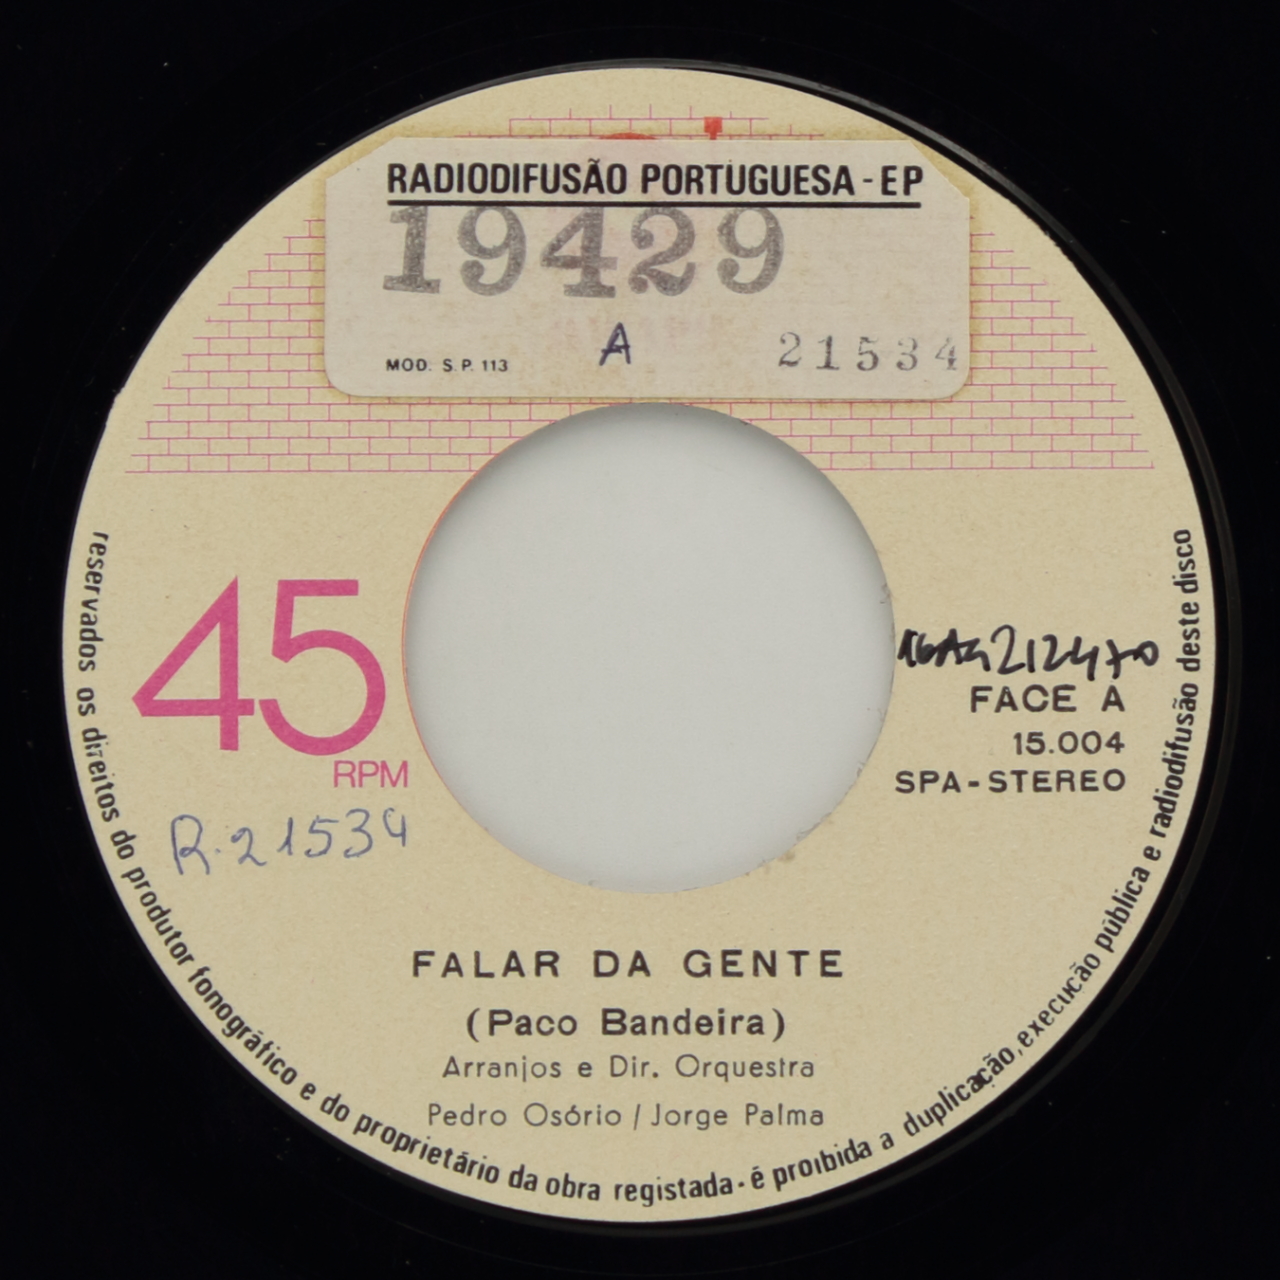 RADIODIFUSÃO PORTUGUESA - EP
19429
A
21534
MOD. S. P. 113
45
RPM
R. 21534
FACE A
15.004
SPA-STEREO
FALAR DA GENTE
(Paco Bandeira)
Arranjos e Dir. Orquestra
Pedro Osório / Jorge Palma
reservados os direitos do produtor fonográfico e do proprietário da obra registada · é proibida a duplicação, execução pública e radiodifusão deste disco